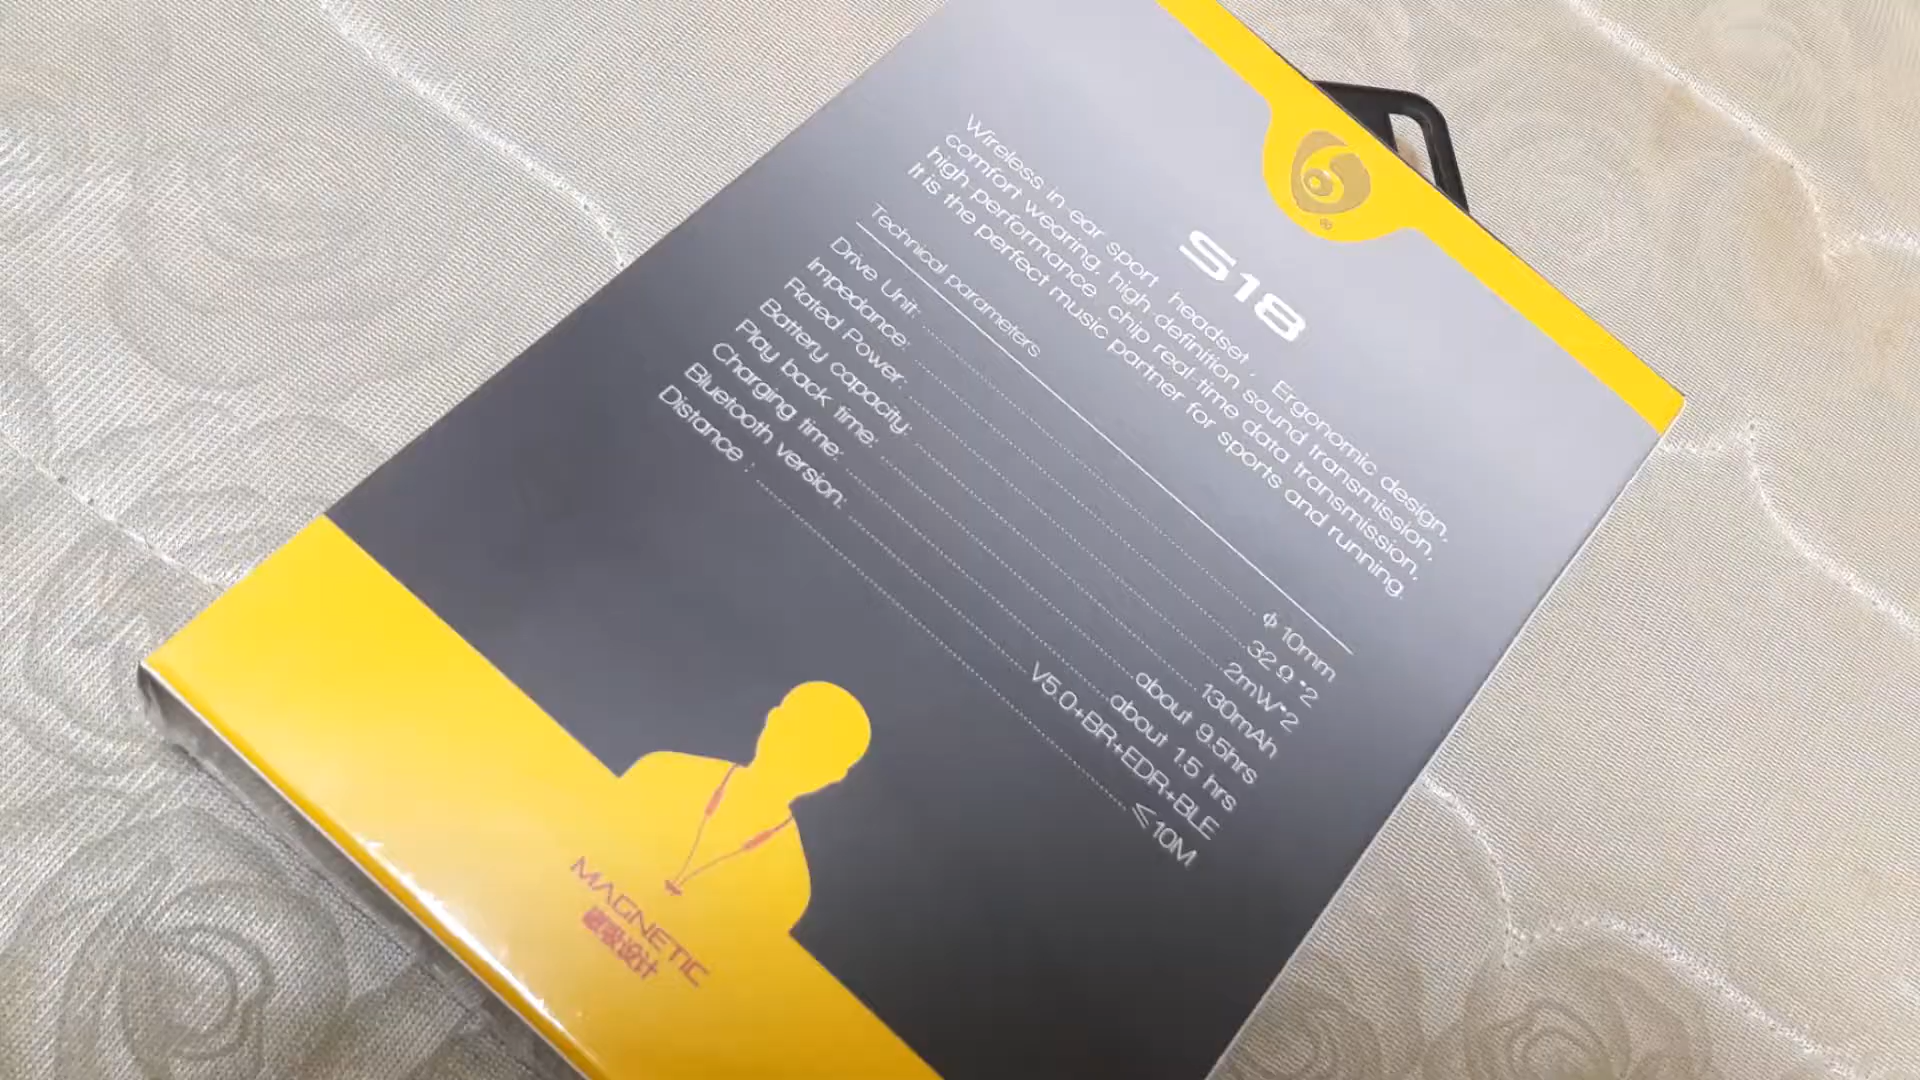 S18
Wireless in-ear sport headset , Ergonomic design,
comfort wearing, high definition sound transmission,
high performance chip real-time data transmission,
It is the perfect music partner for sports and running.
Technical parameters
Drive Unit: φ 10mm
Impedance: 32 Ω *2
Rated Power: 2mW*2
Battery capacity: 130mAh
Play back time: about 9.5hrs
Charging time: about 1.5 hrs
Bluetooth version: V5.0+BR+EDR+BLE
Distance : ≤10M
MAGNETIC
磁吸设计